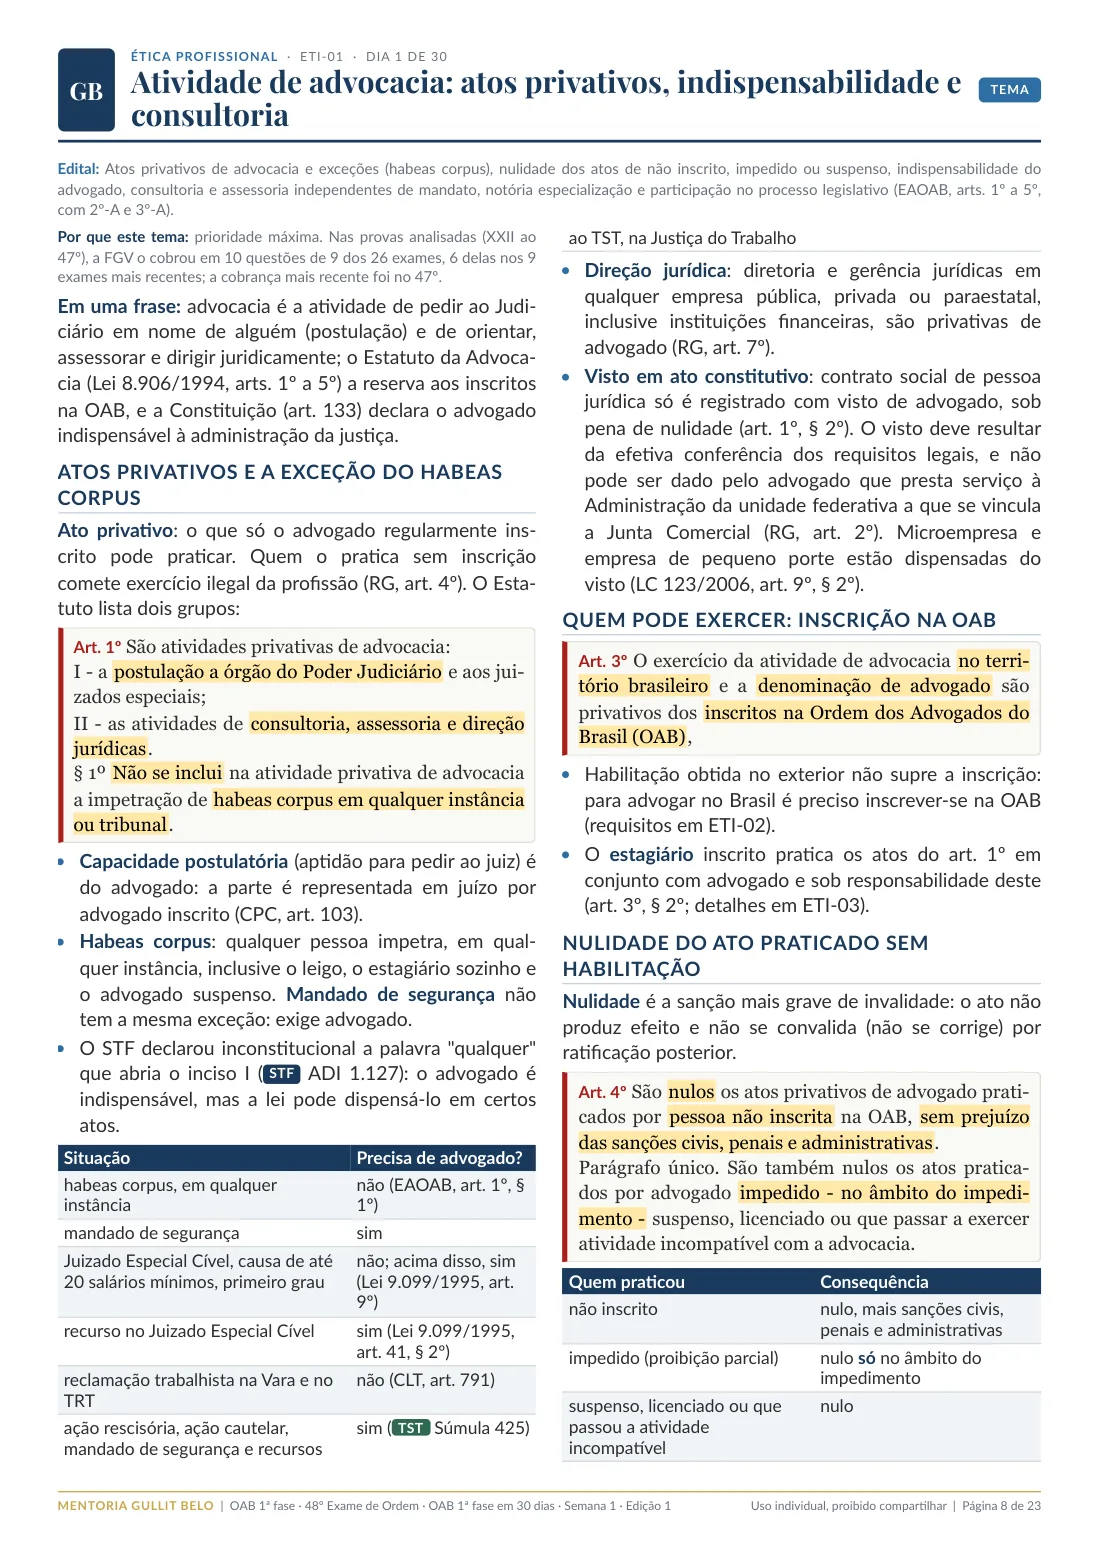 GB
ÉTICA PROFISSIONAL · ETI-01 · DIA 1 DE 30
Atividade de advocacia: atos privativos, indispensabilidade e
consultoria
TEMA
Edital: Atos privativos de advocacia e exceções (habeas corpus), nulidade dos atos de não inscrito, impedido ou suspenso, indispensabilidade do
advogado, consultoria e assessoria independentes de mandato, notória especialização e participação no processo legislativo (EAOAB, arts. 1º a 5º,
com 2º-A e 3º-A).
Por que este tema: prioridade máxima. Nas provas analisadas (XXII ao
47º), a FGV o cobrou em 10 questões de 9 dos 26 exames, 6 delas nos 9
exames mais recentes; a cobrança mais recente foi no 47º.
Em uma frase: advocacia é a atividade de pedir ao Judi-
ciário em nome de alguém (postulação) e de orientar,
assessorar e dirigir juridicamente; o Estatuto da Advoca-
cia (Lei 8.906/1994, arts. 1º a 5º) a reserva aos inscritos
na OAB, e a Constituição (art. 133) declara o advogado
indispensável à administração da justiça.
ATOS PRIVATIVOS E A EXCEÇÃO DO HABEAS
CORPUS
Ato privativo: o que só o advogado regularmente ins-
crito pode praticar. Quem o pratica sem inscrição
comete exercício ilegal da profissão (RG, art. 4º). O Esta-
tuto lista dois grupos:
Art. 1º São atividades privativas de advocacia:
I - a postulação a órgão do Poder Judiciário e aos jui-
zados especiais;
II - as atividades de consultoria, assessoria e direção
jurídicas.
§ 1º Não se inclui na atividade privativa de advocacia
a impetração de habeas corpus em qualquer instância
ou tribunal.
• Capacidade postulatória (aptidão para pedir ao juiz) é
do advogado: a parte é representada em juízo por
advogado inscrito (CPC, art. 103).
• Habeas corpus: qualquer pessoa impetra, em qual-
quer instância, inclusive o leigo, o estagiário sozinho e
o advogado suspenso. Mandado de segurança não
tem a mesma exceção: exige advogado.
• O STF declarou inconstitucional a palavra "qualquer"
que abria o inciso I (STF ADI 1.127): o advogado é
indispensável, mas a lei pode dispensá-lo em certos
atos.
Situação Precisa de advogado?
habeas corpus, em qualquer não (EAOAB, art. 1º, §
instância 1º)
mandado de segurança sim
Juizado Especial Cível, causa de até não; acima disso, sim
20 salários mínimos, primeiro grau (Lei 9.099/1995, art.
9º)
recurso no Juizado Especial Cível sim (Lei 9.099/1995,
art. 41, § 2º)
reclamação trabalhista na Vara e no não (CLT, art. 791)
TRT
ação rescisória, ação cautelar, sim (TST Súmula 425)
mandado de segurança e recursos
ao TST, na Justiça do Trabalho
• Direção jurídica: diretoria e gerência jurídicas em
qualquer empresa pública, privada ou paraestatal,
inclusive instituições financeiras, são privativas de
advogado (RG, art. 7º).
• Visto em ato constitutivo: contrato social de pessoa
jurídica só é registrado com visto de advogado, sob
pena de nulidade (art. 1º, § 2º). O visto deve resultar
da efetiva conferência dos requisitos legais, e não
pode ser dado pelo advogado que presta serviço à
Administração da unidade federativa a que se vincula
a Junta Comercial (RG, art. 2º). Microempresa e
empresa de pequeno porte estão dispensadas do
visto (LC 123/2006, art. 9º, § 2º).
QUEM PODE EXERCER: INSCRIÇÃO NA OAB
Art. 3º O exercício da atividade de advocacia no terri-
tório brasileiro e a denominação de advogado são
privativos dos inscritos na Ordem dos Advogados do
Brasil (OAB),
• Habilitação obtida no exterior não supre a inscrição:
para advogar no Brasil é preciso inscrever-se na OAB
(requisitos em ETI-02).
• O estagiário inscrito pratica os atos do art. 1º em
conjunto com advogado e sob responsabilidade deste
(art. 3º, § 2º; detalhes em ETI-03).
NULIDADE DO ATO PRATICADO SEM
HABILITAÇÃO
Nulidade é a sanção mais grave de invalidade: o ato não
produz efeito e não se convalida (não se corrige) por
ratificação posterior.
Art. 4º São nulos os atos privativos de advogado prati-
cados por pessoa não inscrita na OAB, sem prejuízo
das sanções civis, penais e administrativas.
Parágrafo único. São também nulos os atos pratica-
dos por advogado impedido - no âmbito do impedi-
mento - suspenso, licenciado ou que passar a exercer
atividade incompatível com a advocacia.
Quem praticou Consequência
não inscrito nulo, mais sanções civis,
penais e administrativas
impedido (proibição parcial) nulo só no âmbito do
impedimento
suspenso, licenciado ou que nulo
passou a atividade
incompatível
MENTORIA GULLIT BELO | OAB 1ª fase · 48º Exame de Ordem · OAB 1ª fase em 30 dias · Semana 1 · Edição 1 Uso individual, proibido compartilhar | Página 8 de 23